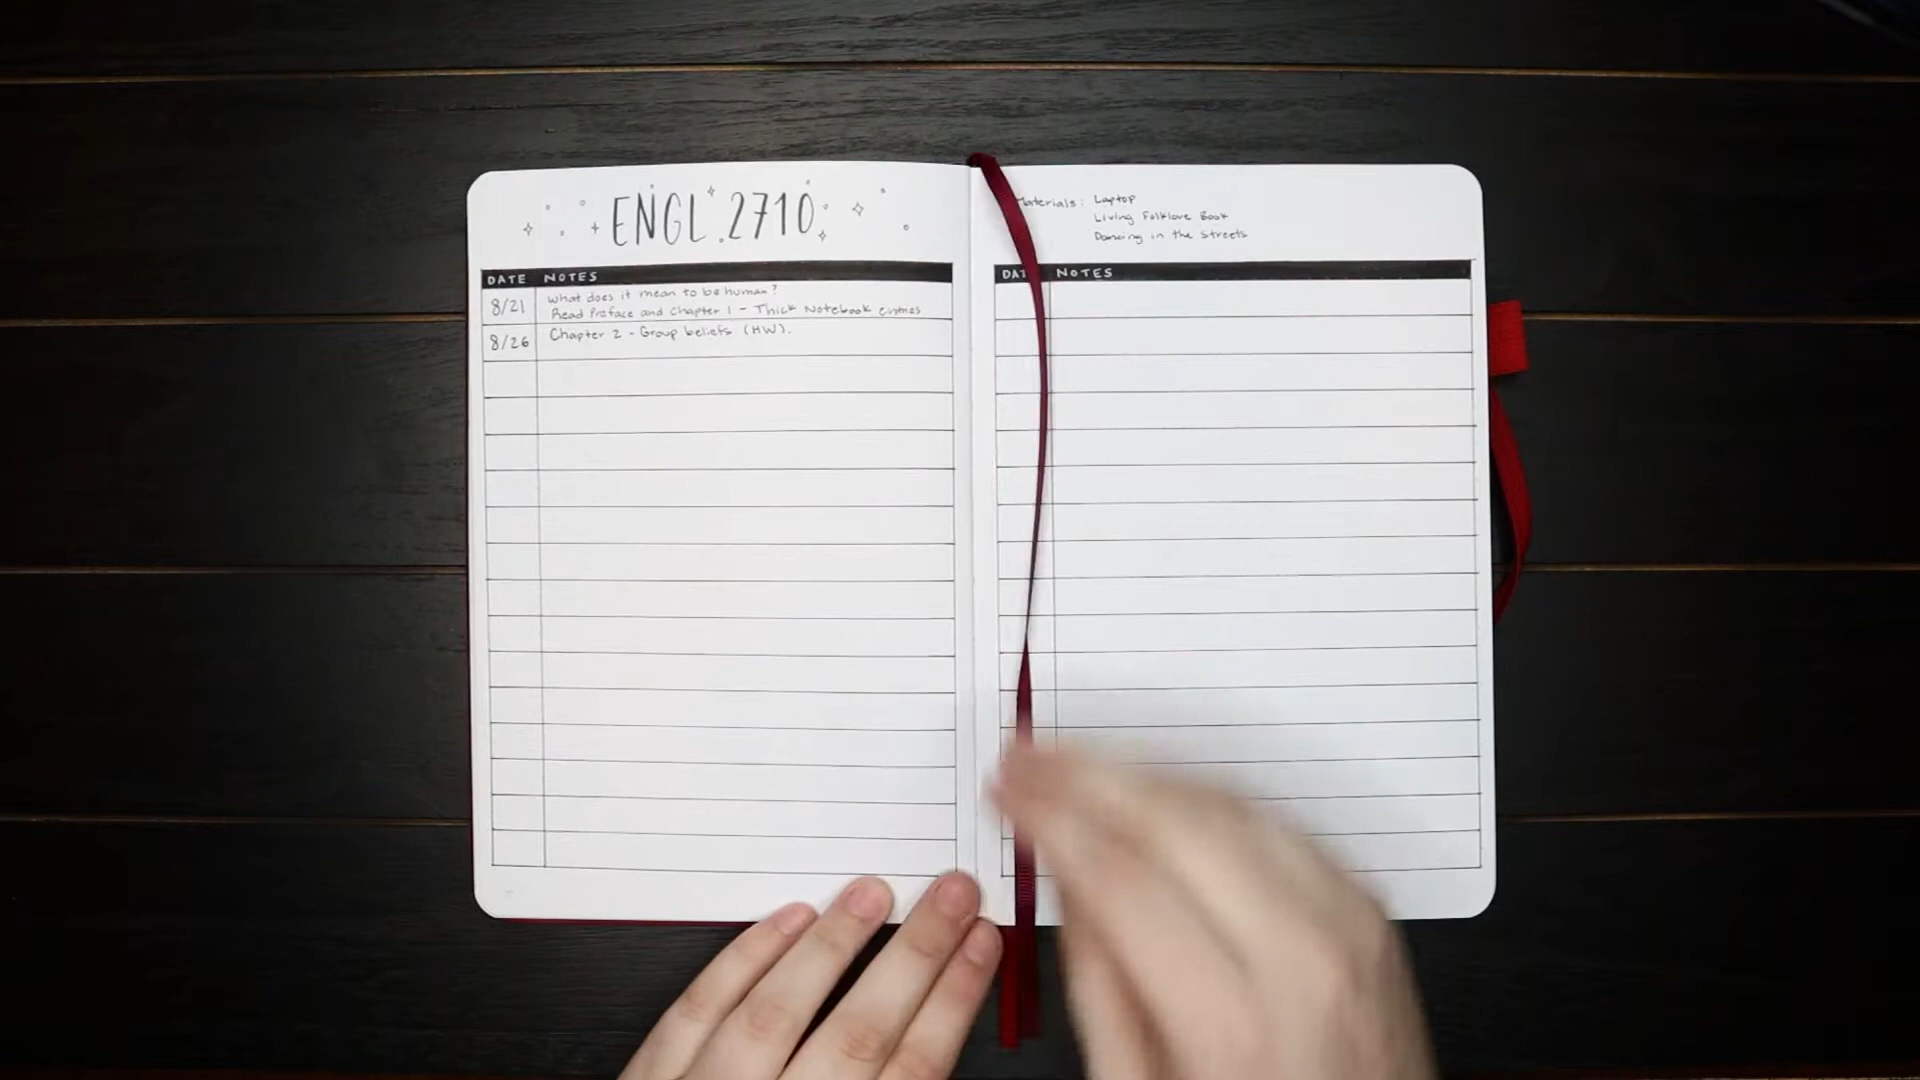 ENGL 2710
DATE NOTES
8/21 What does it mean to be human?
Read Preface and Chapter 1 - Thick Notebook entries
8/26 Chapter 2 - Group beliefs (HW).
Materials: Laptop
Living Folklore Book
Dancing in the Streets
DAT NOTES